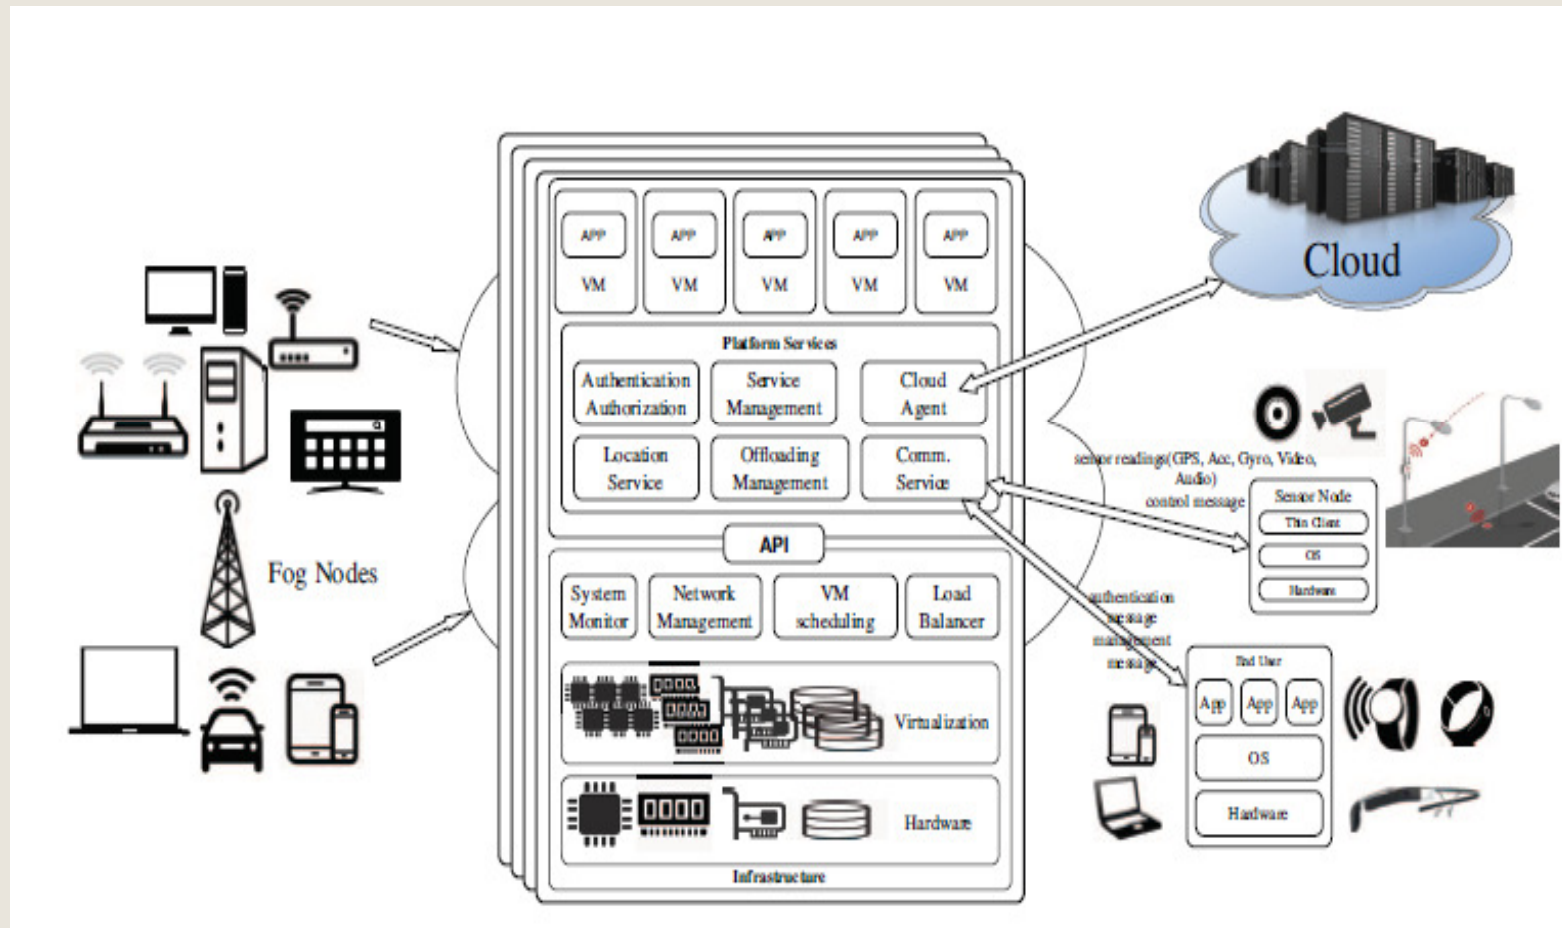 APP
APP
APP
APP
APP
VM
VM
VM
VM
VM
Platform Services
Authentication
Authorization
Service
Management
Cloud
Agent
Location
Service
Offloading
Management
Comm.
Service
API
System
Monitor
Network
Management
VM
scheduling
Load
Balancer
Virtualization
Hardware
Infrastructure
Fog Nodes
Cloud
sensor readings(GPS, Acc, Gyro, Video,
Audio)
control message
Sensor Node
Thin Client
OS
Hardware
authentication
message
management
message
End User
App
App
App
OS
Hardware